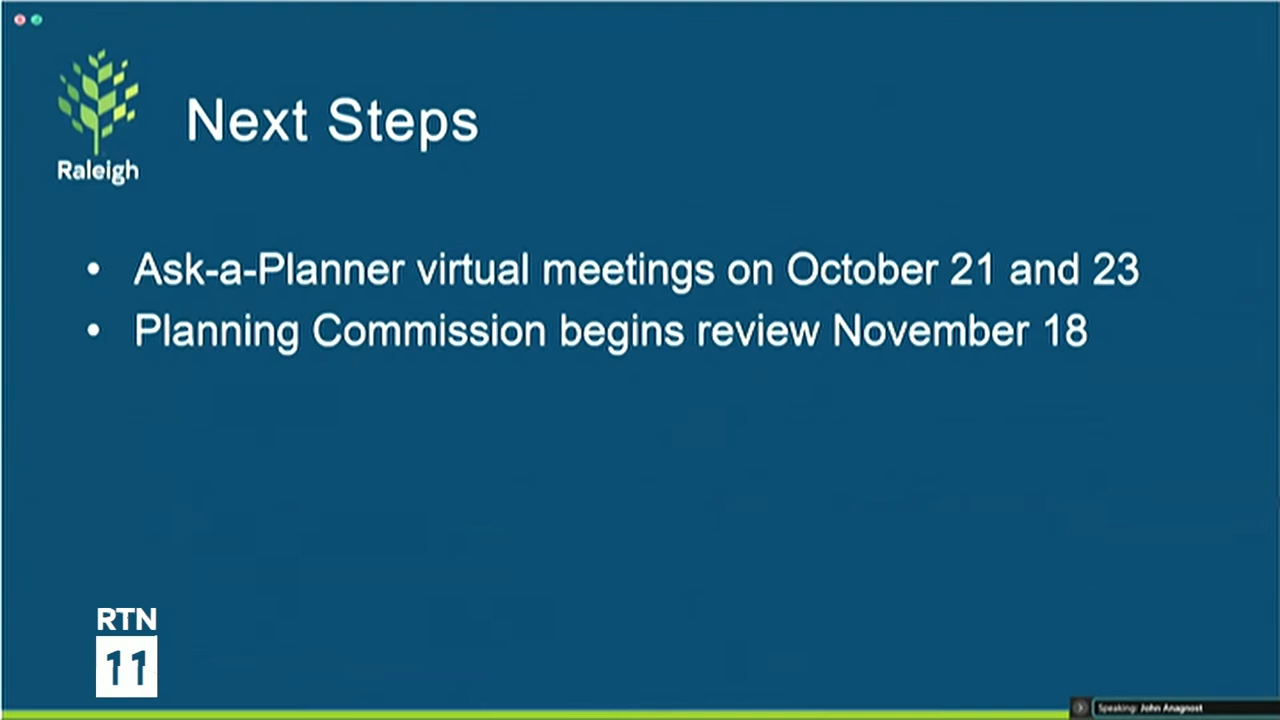 Raleigh
Next Steps
• Ask-a-Planner virtual meetings on October 21 and 23
• Planning Commission begins review November 18
RTN
11
Speaking: John Anagnost